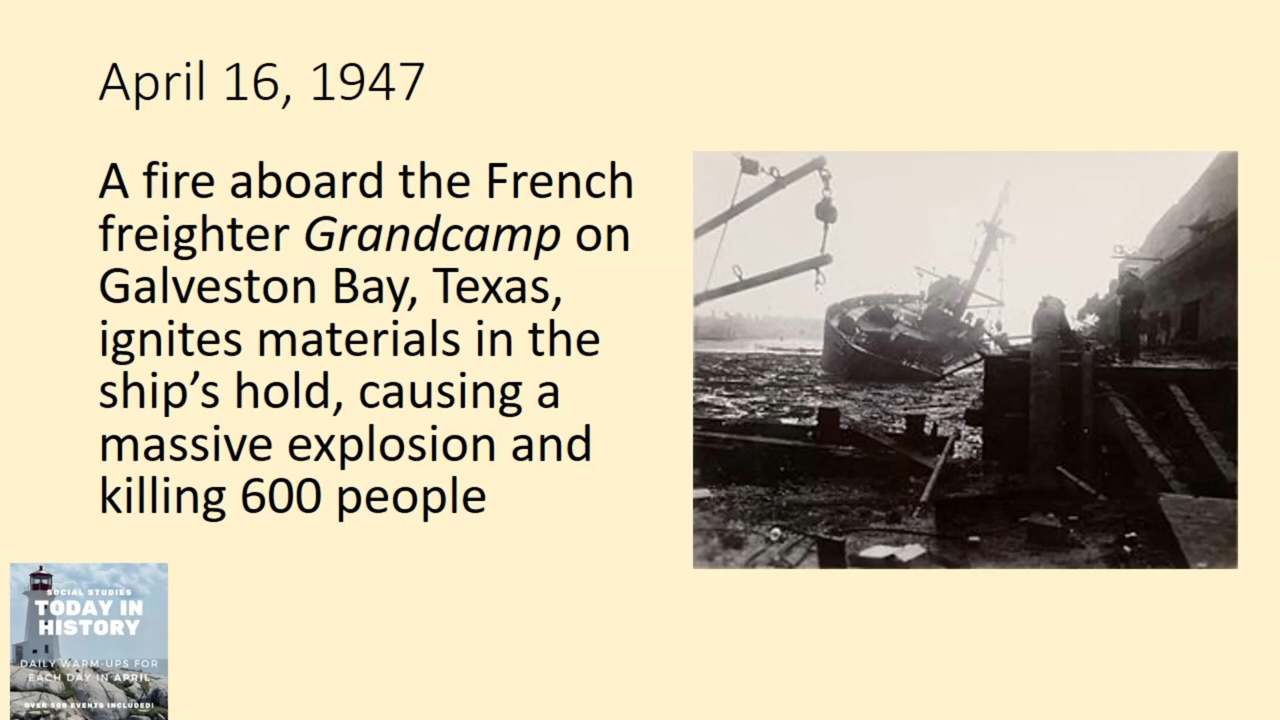 April 16, 1947
A fire aboard the French
freighter Grandcamp on
Galveston Bay, Texas,
ignites materials in the
ship’s hold, causing a
massive explosion and
killing 600 people
SOCIAL STUDIES
TODAY IN
HISTORY
DAILY WARM-UPS FOR
EACH DAY IN APRIL
OVER 500 EVENTS INCLUDED!